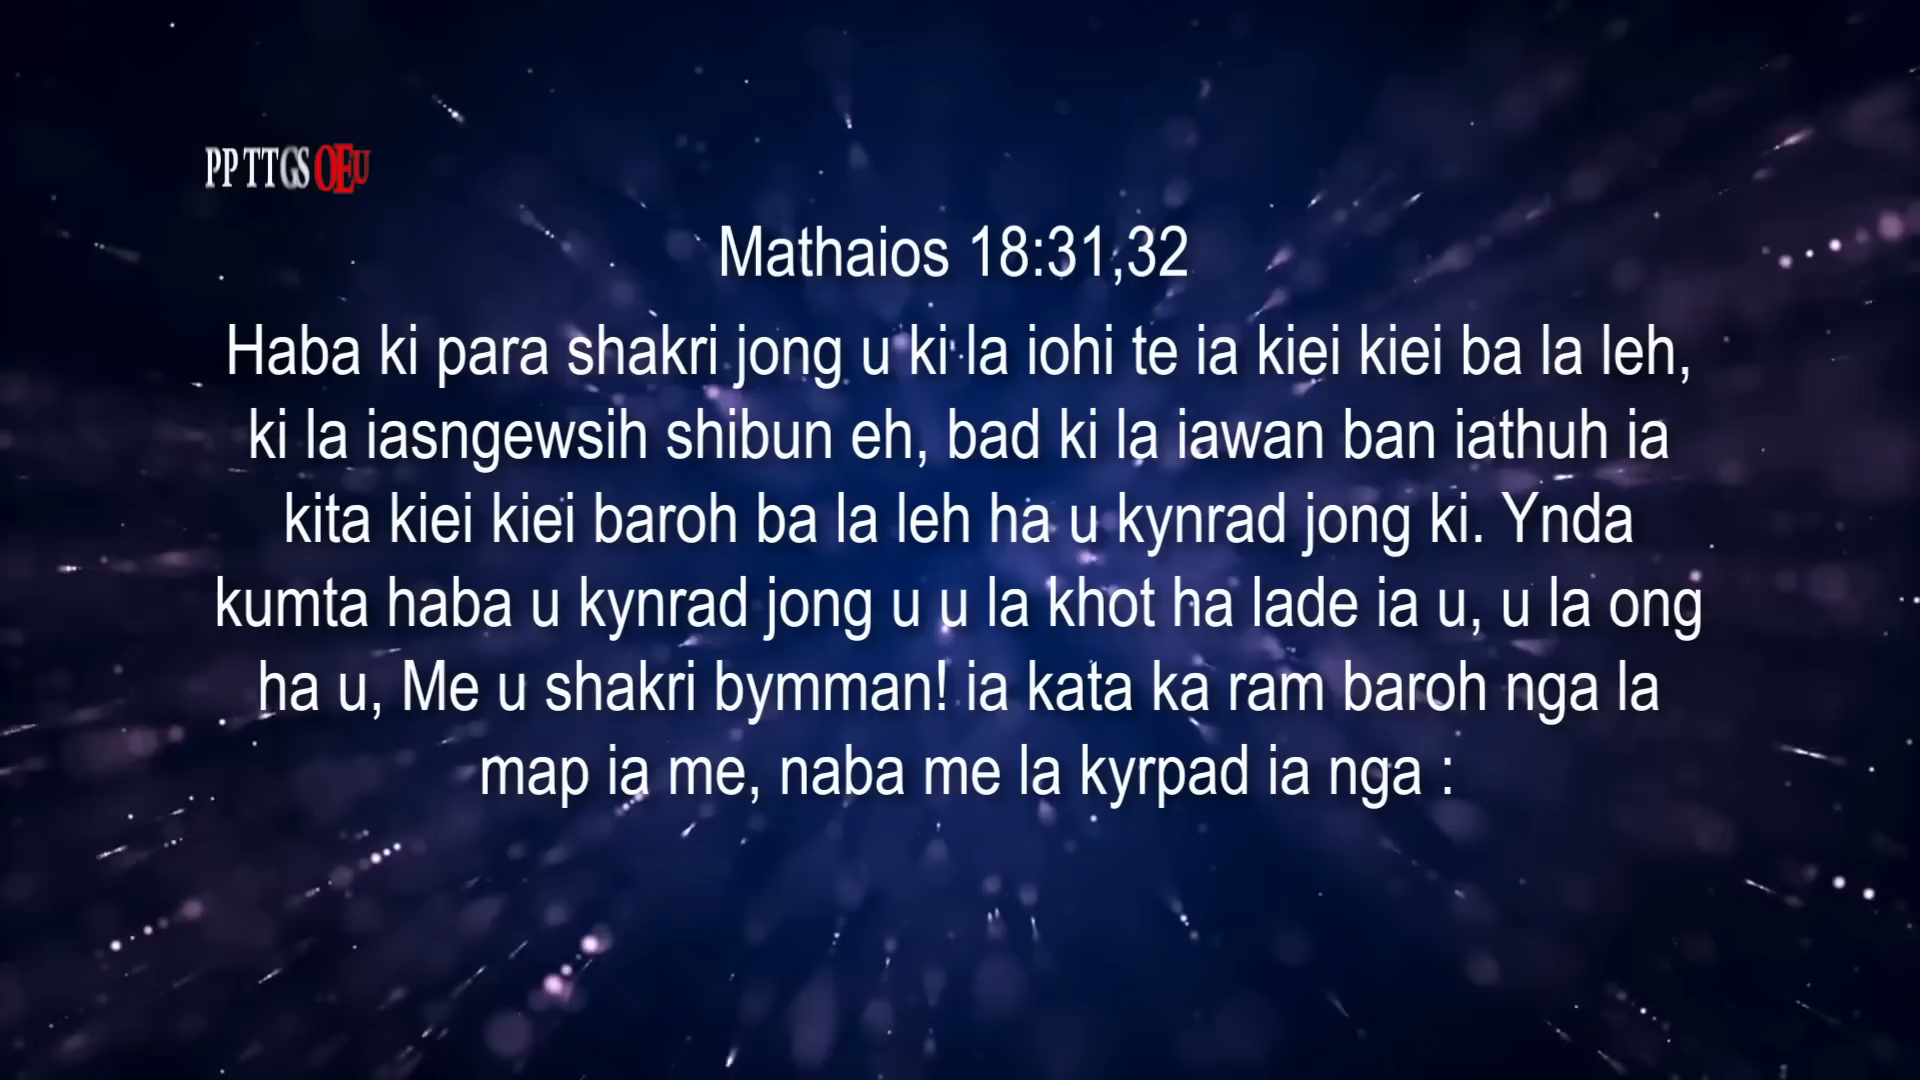 PP TTGS OEU
Mathaios 18:31,32
Haba ki para shakri jong u ki la iohi te ia kiei kiei ba la leh,
ki la iasngewsih shibun eh, bad ki la iawan ban iathuh ia
kita kiei kiei baroh ba la leh ha u kynrad jong ki. Ynda
kumta haba u kynrad jong u u la khot ha lade ia u, u la ong
ha u, Me u shakri bymman! ia kata ka ram baroh nga la
map ia me, naba me la kyrpad ia nga :